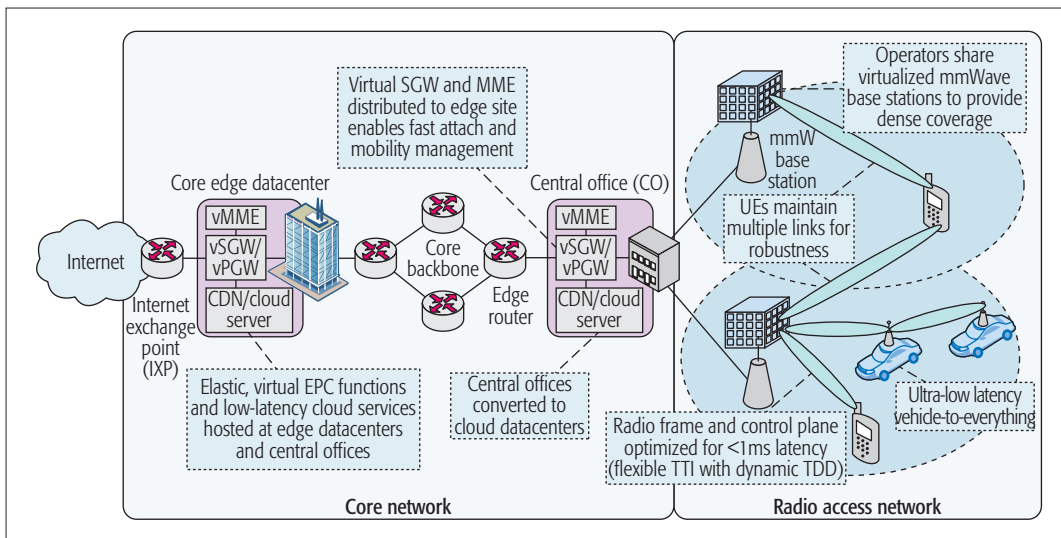 Virtual SGW and MME
distributed to edge site
enables fast attach and
mobility management
Operators share
virtualized mmWave
base stations to provide
dense coverage
mmW
base
station
Core edge datacenter
Central office (CO)
UEs maintain
multiple links for
robustness
vMME
vSGW/
vPGW
CDN/cloud
server
Internet
Internet
exchange
point
(IXP)
Core
backbone
Edge
router
vMME
vSGW/
vPGW
CDN/cloud
server
Elastic, virtual EPC functions
and low-latency cloud services
hosted at edge datacenters
and central offices
Central offices
converted to
cloud datacenters
Radio frame and control plane
optimized for <1ms latency
(flexible TTI with dynamic TDD)
Ultra-low latency
vehicle-to-everything
Core network
Radio access network